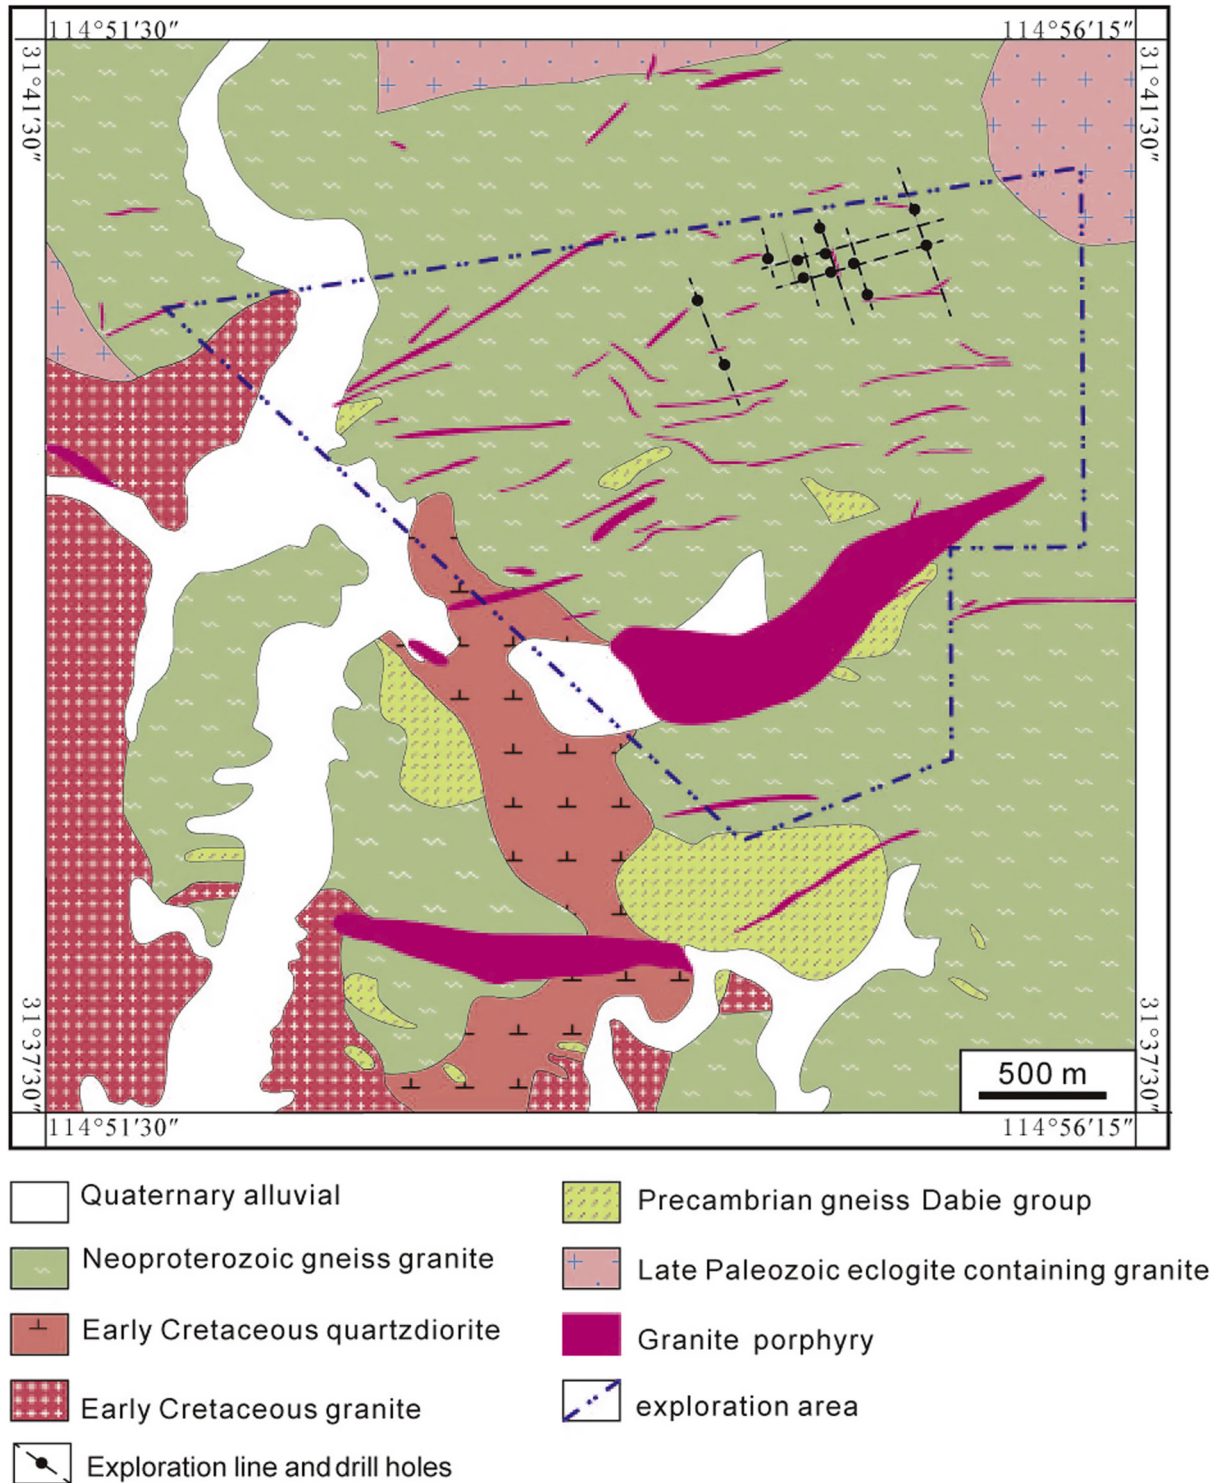 114°51′30″ 114°56′15″
31°41′30″ 31°41′30″
31°37′30″ 31°37′30″
500 m
114°51′30″ 114°56′15″
Quaternary alluvial
Precambrian gneiss Dabie group
Neoproterozoic gneiss granite
Late Paleozoic eclogite containing granite
Early Cretaceous quartzdiorite
Granite porphyry
Early Cretaceous granite
exploration area
Exploration line and drill holes